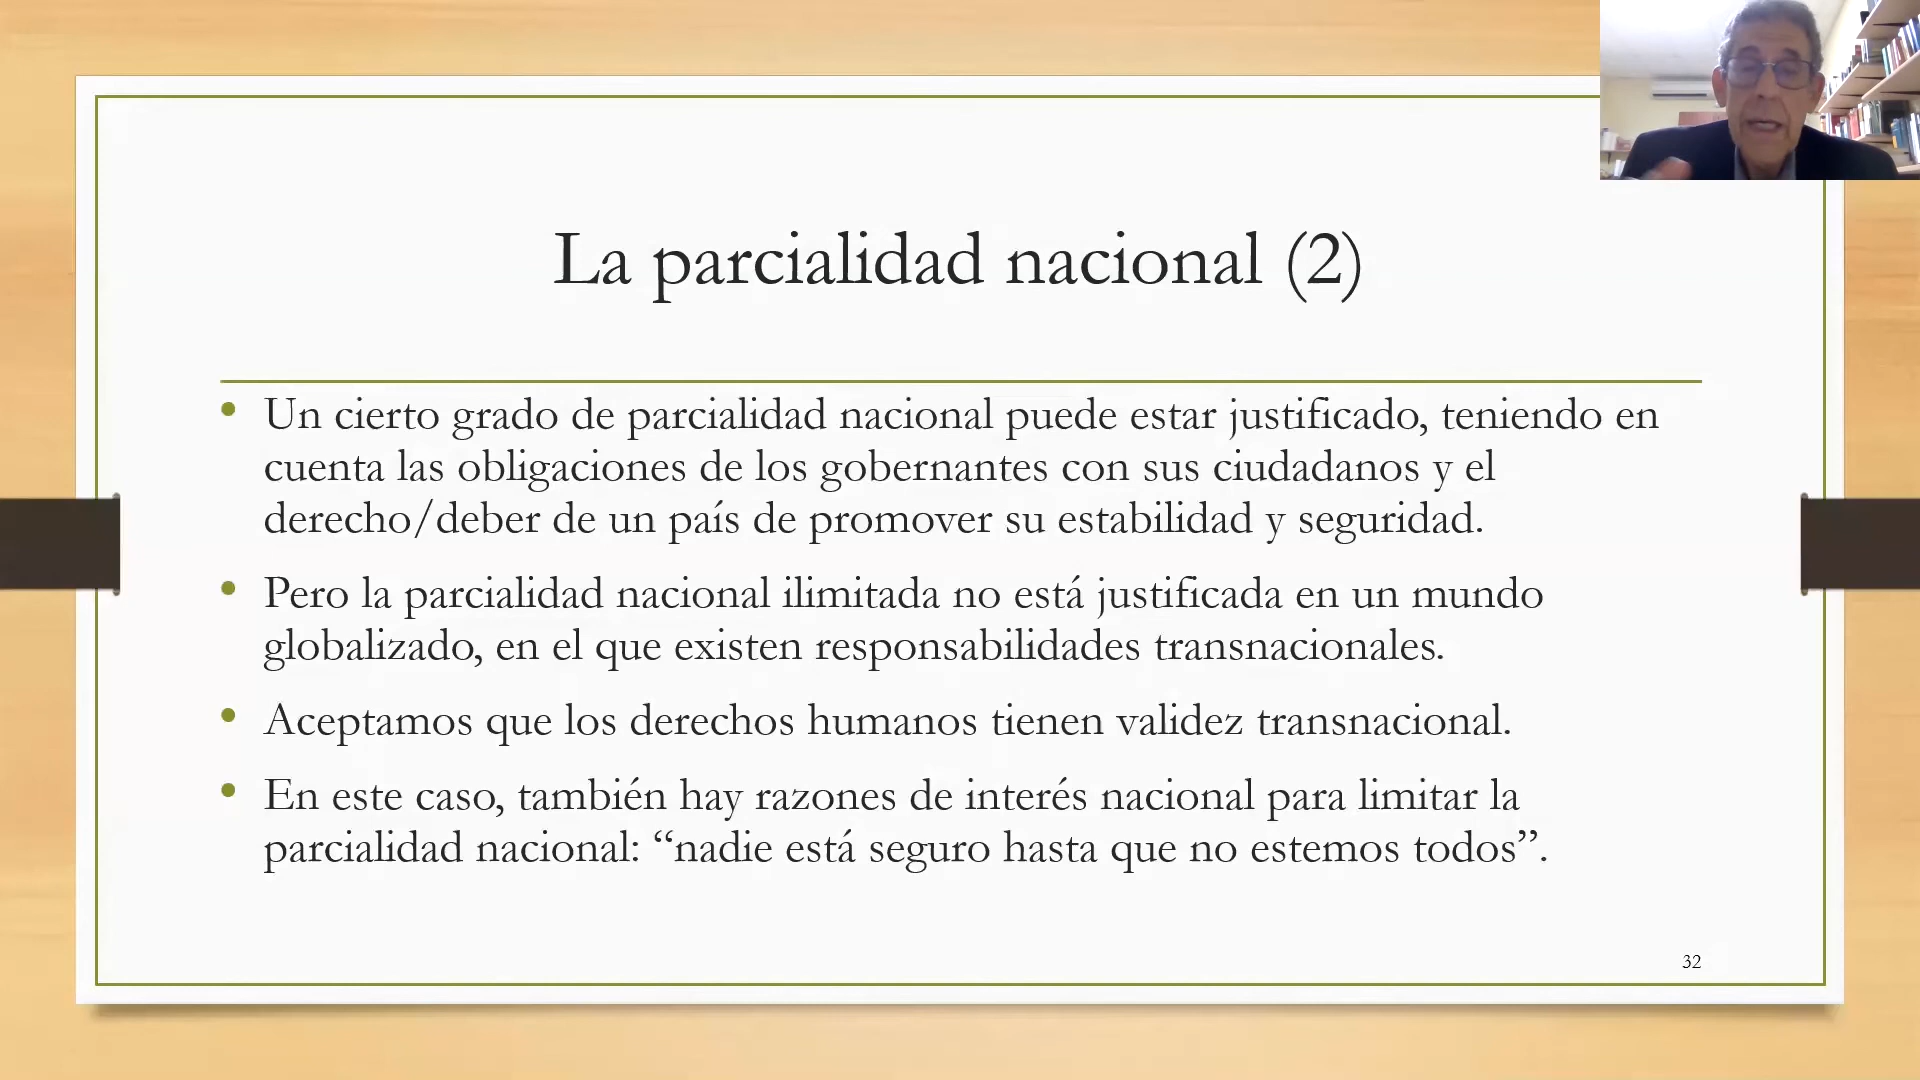 La parcialidad nacional (2)
• Un cierto grado de parcialidad nacional puede estar justificado, teniendo en
cuenta las obligaciones de los gobernantes con sus ciudadanos y el
derecho/deber de un país de promover su estabilidad y seguridad.
• Pero la parcialidad nacional ilimitada no está justificada en un mundo
globalizado, en el que existen responsabilidades transnacionales.
• Aceptamos que los derechos humanos tienen validez transnacional.
• En este caso, también hay razones de interés nacional para limitar la
parcialidad nacional: “nadie está seguro hasta que no estemos todos”.
32